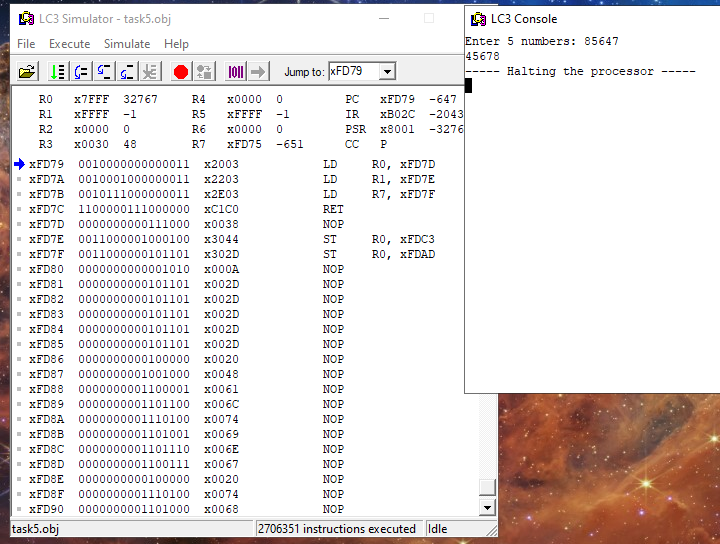 LC3 Simulator - task5.obj
File Execute Simulate Help
Jump to: xFD79
R0 x7FFF 32767 R4 x0000 0 PC xFD79 -647
R1 xFFFF -1 R5 xFFFF -1 IR xB02C -2043
R2 x0000 0 R6 x0000 0 PSR x8001 -3276
R3 x0030 48 R7 xFD75 -651 CC P
xFD79 0010000000000011 x2003 LD R0, xFD7D
xFD7A 0010001000000011 x2203 LD R1, xFD7E
xFD7B 0010111000000011 x2E03 LD R7, xFD7F
xFD7C 1100000111000000 xC1C0 RET
xFD7D 0000000000111000 x0038 NOP
xFD7E 0011000001000100 x3044 ST R0, xFDC3
xFD7F 0011000000101101 x302D ST R0, xFDAD
xFD80 0000000000001010 x000A NOP
xFD81 0000000000101101 x002D NOP
xFD82 0000000000101101 x002D NOP
xFD83 0000000000101101 x002D NOP
xFD84 0000000000101101 x002D NOP
xFD85 0000000000101101 x002D NOP
xFD86 0000000000100000 x0020 NOP
xFD87 0000000001001000 x0048 NOP
xFD88 0000000001100001 x0061 NOP
xFD89 0000000001101100 x006C NOP
xFD8A 0000000001110100 x0074 NOP
xFD8B 0000000001101001 x0069 NOP
xFD8C 0000000001101110 x006E NOP
xFD8D 0000000001100111 x0067 NOP
xFD8E 0000000000100000 x0020 NOP
xFD8F 0000000001110100 x0074 NOP
xFD90 0000000001101000 x0068 NOP
task5.obj 2706351 instructions executed Idle
LC3 Console
Enter 5 numbers: 85647
45678
----- Halting the processor -----